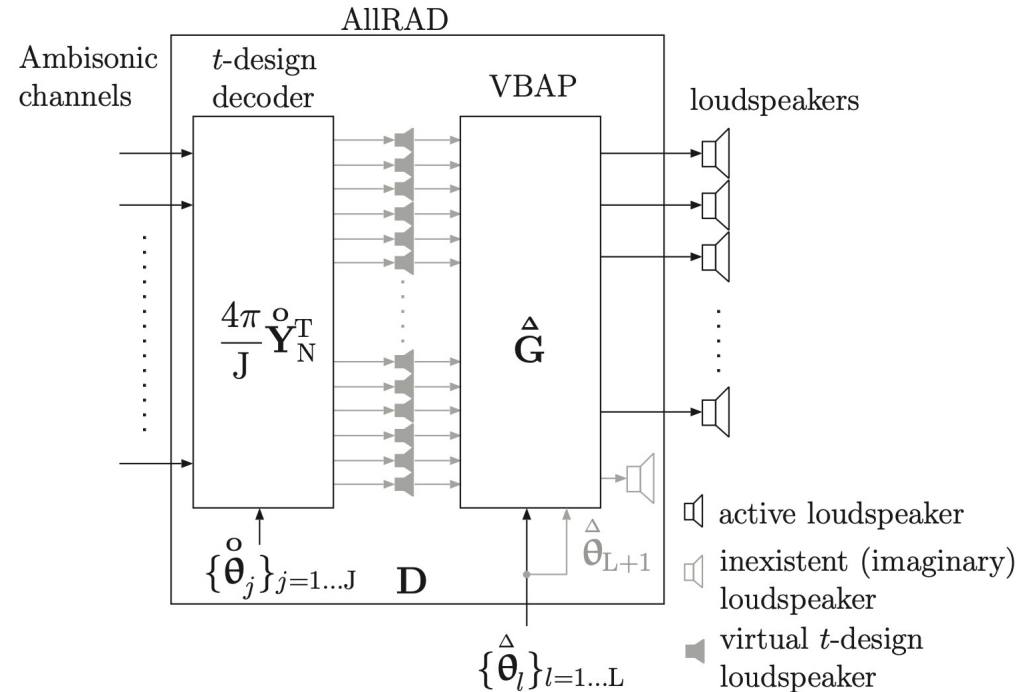 AllRAD
Ambisonic
channels
t-design
decoder
VBAP
loudspeakers
4π/J Y̊ᵀ_N
Ĝ
{θ̊_j}_{j=1...J}
D
θ̂_{L+1}
{θ̂_l}_{l=1...L}
active loudspeaker
inexistent (imaginary)
loudspeaker
virtual t-design
loudspeaker